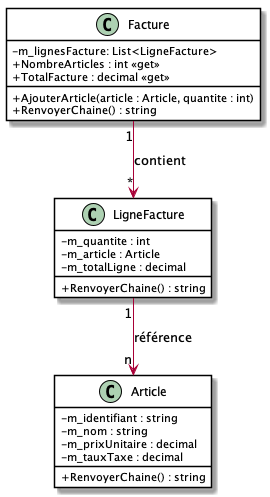 C Facture
-m_lignesFacture: List<LigneFacture>
+NombreArticles : int «get»
+TotalFacture : decimal «get»
+AjouterArticle(article : Article, quantite : int)
+RenvoyerChaine() : string
1
contient
*
C LigneFacture
-m_quantite : int
-m_article : Article
-m_totalLigne : decimal
+RenvoyerChaine() : string
1
référence
n
C Article
-m_identifiant : string
-m_nom : string
-m_prixUnitaire : decimal
-m_tauxTaxe : decimal
+RenvoyerChaine() : string